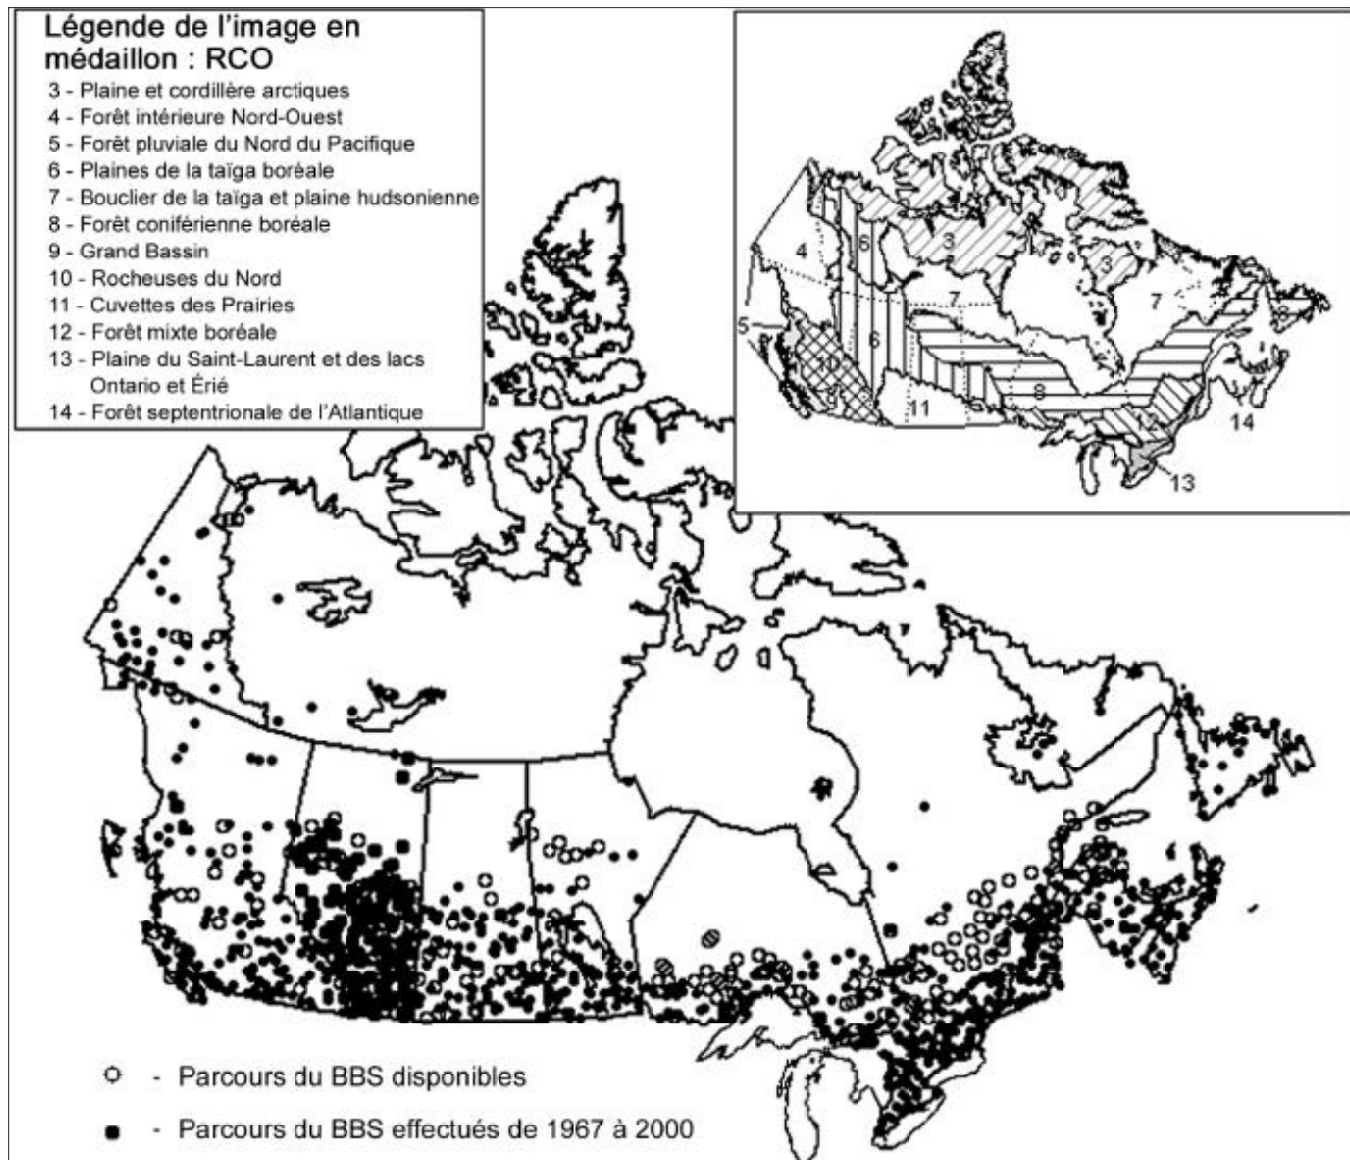 Légende de l'image en
médaillon : RCO
3 - Plaine et cordillère arctiques
4 - Forêt intérieure Nord-Ouest
5 - Forêt pluviale du Nord du Pacifique
6 - Plaines de la taïga boréale
7 - Bouclier de la taïga et plaine hudsonienne
8 - Forêt coniférienne boréale
9 - Grand Bassin
10 - Rocheuses du Nord
11 - Cuvettes des Prairies
12 - Forêt mixte boréale
13 - Plaine du Saint-Laurent et des lacs
Ontario et Érié
14 - Forêt septentrionale de l'Atlantique
4
6
3
3
7
7
8
5
10
6
9
11
6
8
12
14
13
- Parcours du BBS disponibles
- Parcours du BBS effectués de 1967 à 2000